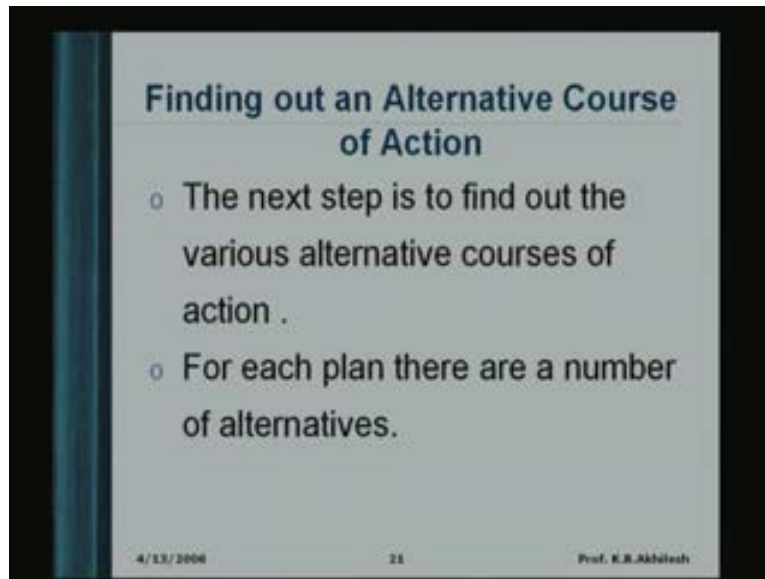 Finding out an Alternative Course
of Action
o The next step is to find out the
various alternative courses of
action .
o For each plan there are a number
of alternatives.
4/13/2006 21 Prof. K.B.Akhilesh